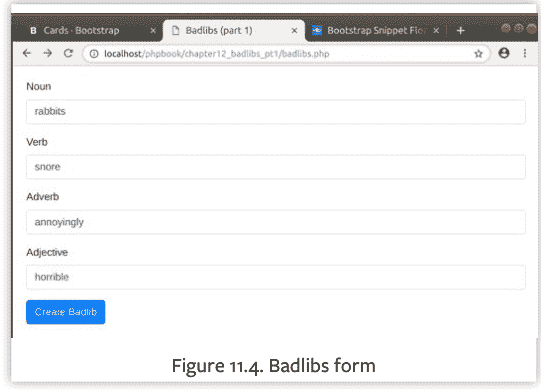 B Cards · Bootstrap
Badlibs (part 1)
Bootstrap Snippet Flo
localhost/phpbook/chapter12_badlibs_pt1/badlibs.php
Noun
rabbits
Verb
snore
Adverb
annoyingly
Adjective
horrible
Create Badlib
Figure 11.4. Badlibs form